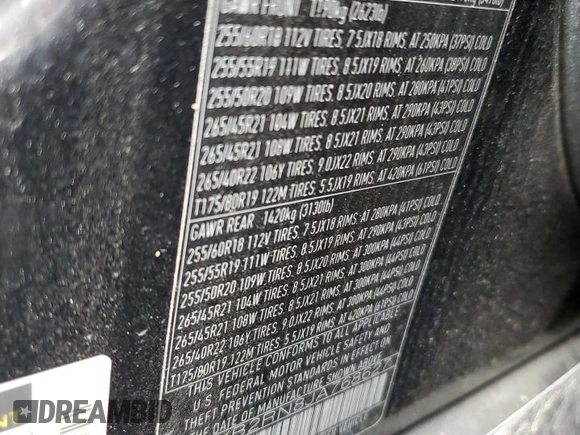 GAWR FRONT 1190kg (2623lb)
255/60R18 112V TIRES, 7.5JX18 RIMS, AT 250KPA (37PSI) COLD
255/55R19 111W TIRES, 8.5JX19 RIMS, AT 260KPA (38PSI) COLD
255/50R20 109W TIRES, 8.5JX20 RIMS, AT 280KPA (41PSI) COLD
265/45R21 104W TIRES, 8.5JX21 RIMS, AT 290KPA (43PSI) COLD
265/45R21 108W TIRES, 8.5JX21 RIMS, AT 290KPA (43PSI) COLD
265/40R22 106Y TIRES, 9.0JX22 RIMS, AT 290KPA (43PSI) COLD
T175/80R19 122M TIRES, 5.5JX19 RIMS, AT 420KPA (61PSI) COLD
GAWR REAR 1420kg (3130lb)
255/60R18 112V TIRES, 7.5JX18 RIMS, AT 280KPA (41PSI) COLD
255/55R19 111W TIRES, 8.5JX19 RIMS, AT 290KPA (43PSI) COLD
255/50R20 109W TIRES, 8.5JX20 RIMS, AT 300KPA (44PSI) COLD
265/45R21 104W TIRES, 8.5JX21 RIMS, AT 300KPA (44PSI) COLD
265/45R21 108W TIRES, 8.5JX21 RIMS, AT 300KPA (44PSI) COLD
265/40R22 106Y TIRES, 9.0JX22 RIMS, AT 300KPA (44PSI) COLD
T175/80R19 122M TIRES, 5.5JX19 RIMS, AT 420KPA (61PSI) COLD
THIS VEHICLE CONFORMS TO ALL APPLICABLE
U.S. FEDERAL MOTOR VEHICLE SAFETY AND
THEFT PREVENTION STANDARDS IN EFFECT